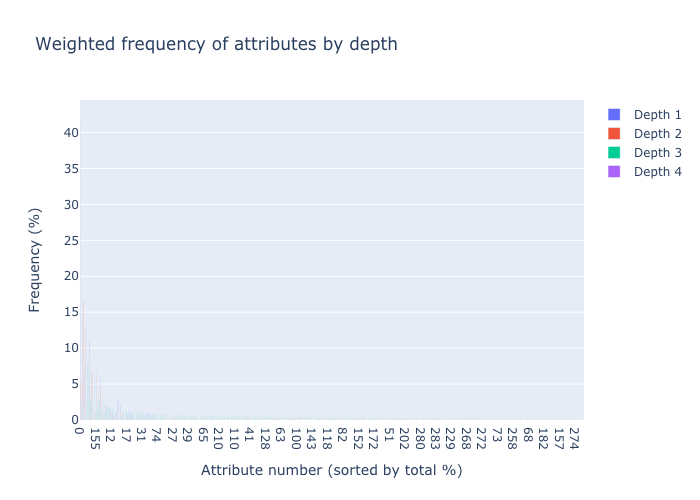 Weighted frequency of attributes by depth
Depth 1
Depth 2
Depth 3
Depth 4
Frequency (%)
40
35
30
25
20
15
10
5
0
0 155 12 17 31 74 27 29 65 210 110 41 128 63 100 143 118 82 152 172 51 202 280 283 229 268 272 73 258 68 182 157 274
Attribute number (sorted by total %)